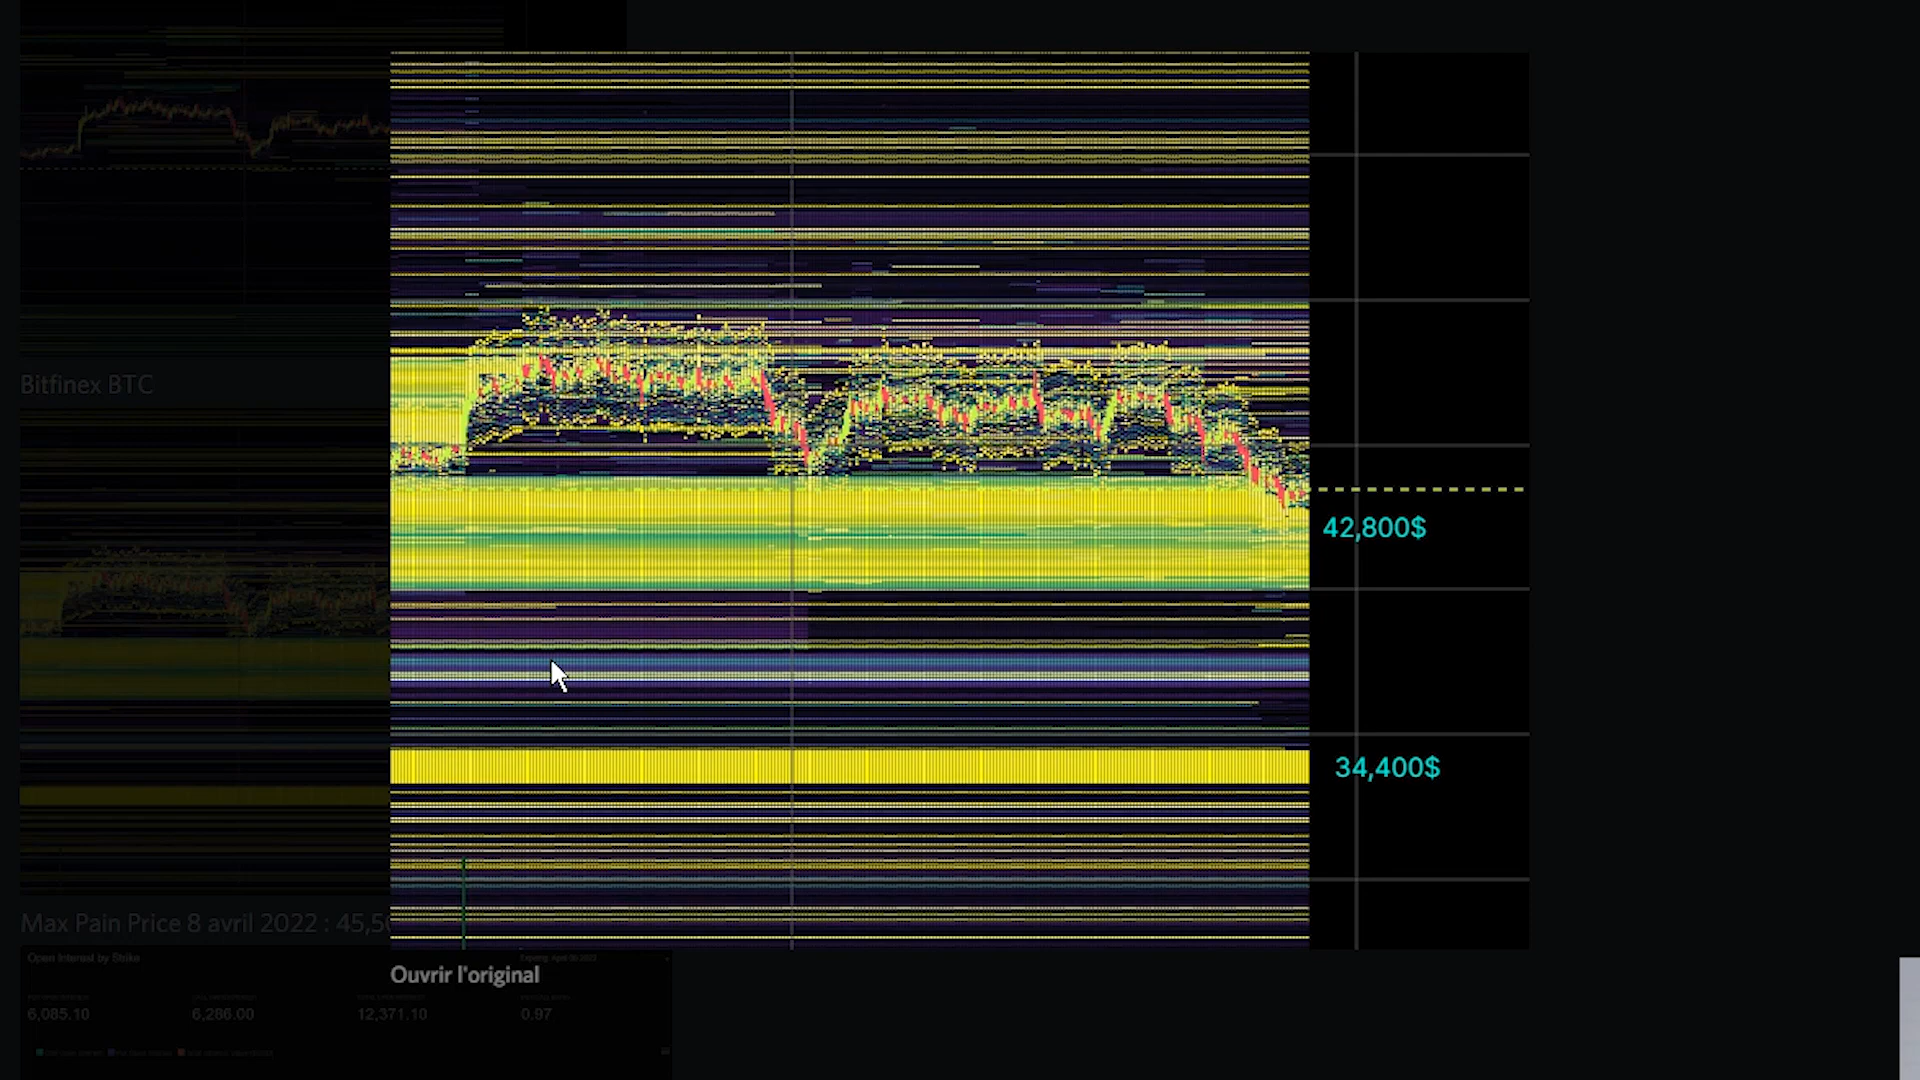 Bitfinex BTC
42,800$
34,400$
Max Pain Price 8 avril 2022 : 45,5
Open Interest by Strike
Ouvrir l'original
6,085.10
6,286.00
12,371.10
0.97